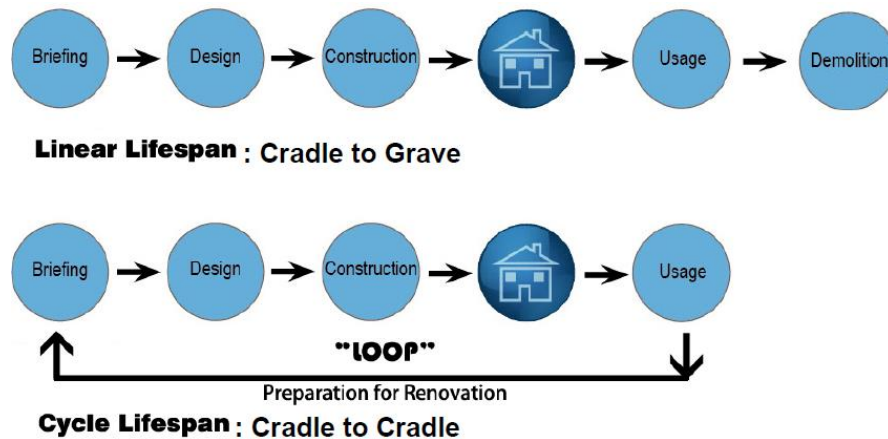 Briefing Design Construction Usage Demolition
Linear Lifespan : Cradle to Grave
Briefing Design Construction Usage
"LOOP"
Preparation for Renovation
Cycle Lifespan : Cradle to Cradle